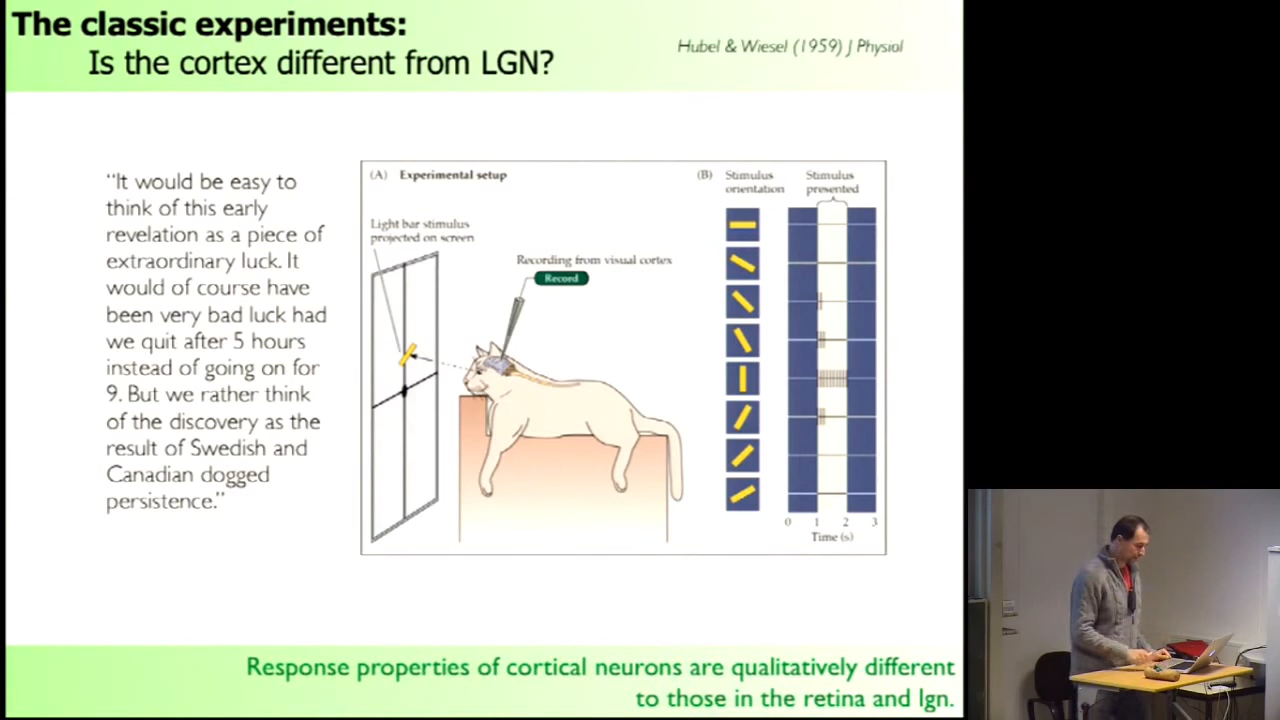 The classic experiments:
Is the cortex different from LGN?
Hubel & Wiesel (1959) J Physiol
"It would be easy to
think of this early
revelation as a piece of
extraordinary luck. It
would of course have
been very bad luck had
we quit after 5 hours
instead of going on for
9. But we rather think
of the discovery as the
result of Swedish and
Canadian dogged
persistence."
(A) Experimental setup
Light bar stimulus
projected on screen
Recording from visual cortex
Record
(B) Stimulus
orientation
Stimulus
presented
0 1 2 3
Time (s)
Response properties of cortical neurons are qualitatively different
to those in the retina and lgn.